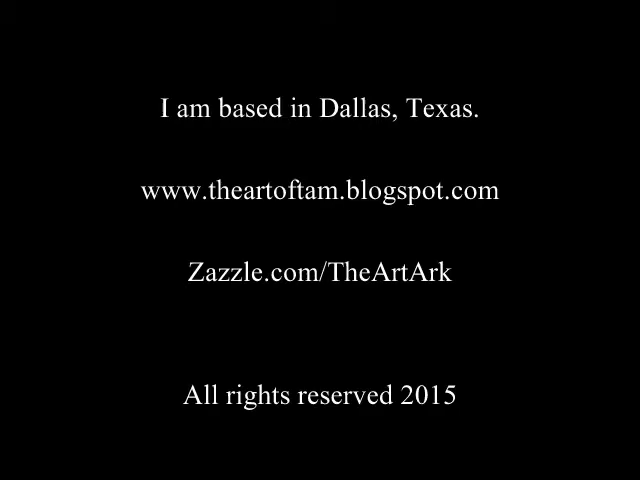 I am based in Dallas, Texas.
www.theartoftam.blogspot.com
Zazzle.com/TheArtArk
All rights reserved 2015